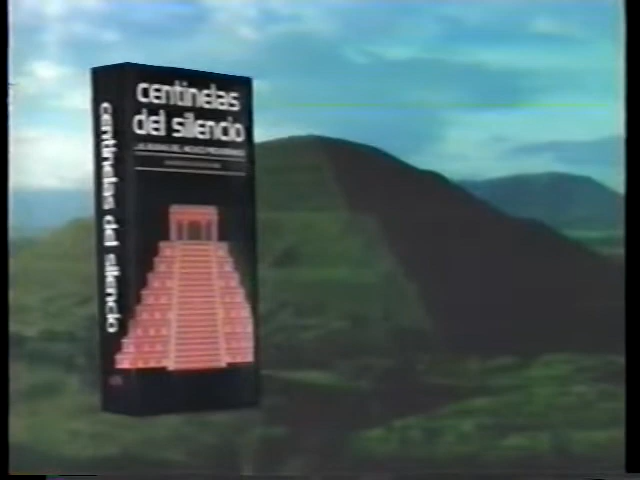 centinelas
del silencio
centinelas del silencio